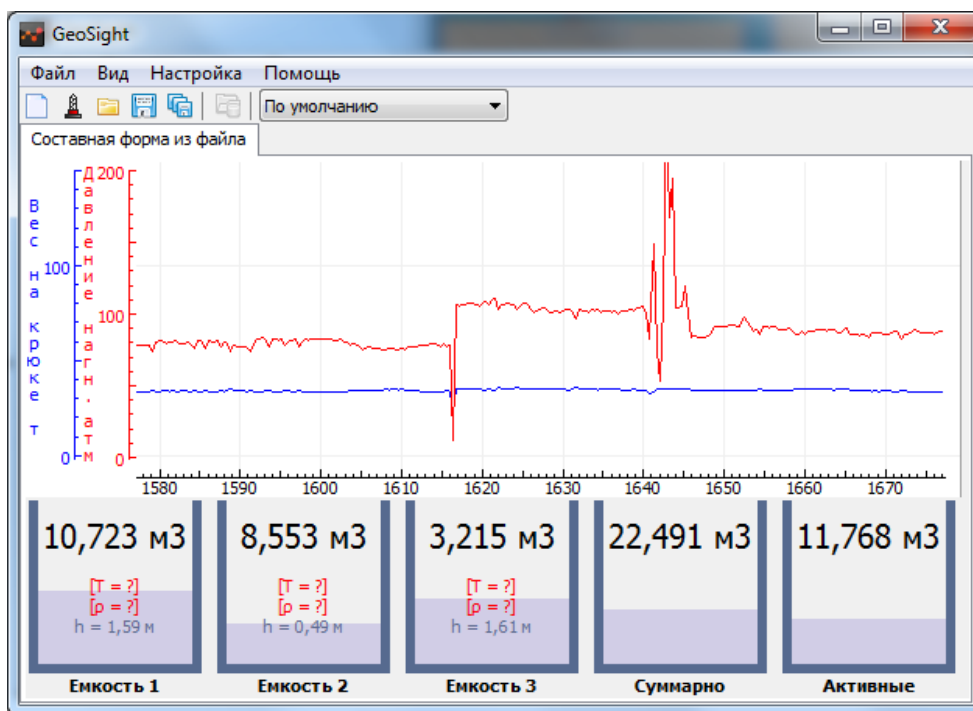 GeoSight
Файл Вид Настройка Помощь
По умолчанию
Составная форма из файла
Вес на крюке т
100
0
Давление нагн. атм
200
100
0
1580 1590 1600 1610 1620 1630 1640 1650 1660 1670
10,723 м3 8,553 м3 3,215 м3 22,491 м3 11,768 м3
[T = ?] [T = ?] [T = ?]
[ρ = ?] [ρ = ?] [ρ = ?]
h = 1,59 м h = 0,49 м h = 1,61 м
Емкость 1 Емкость 2 Емкость 3 Суммарно Активные